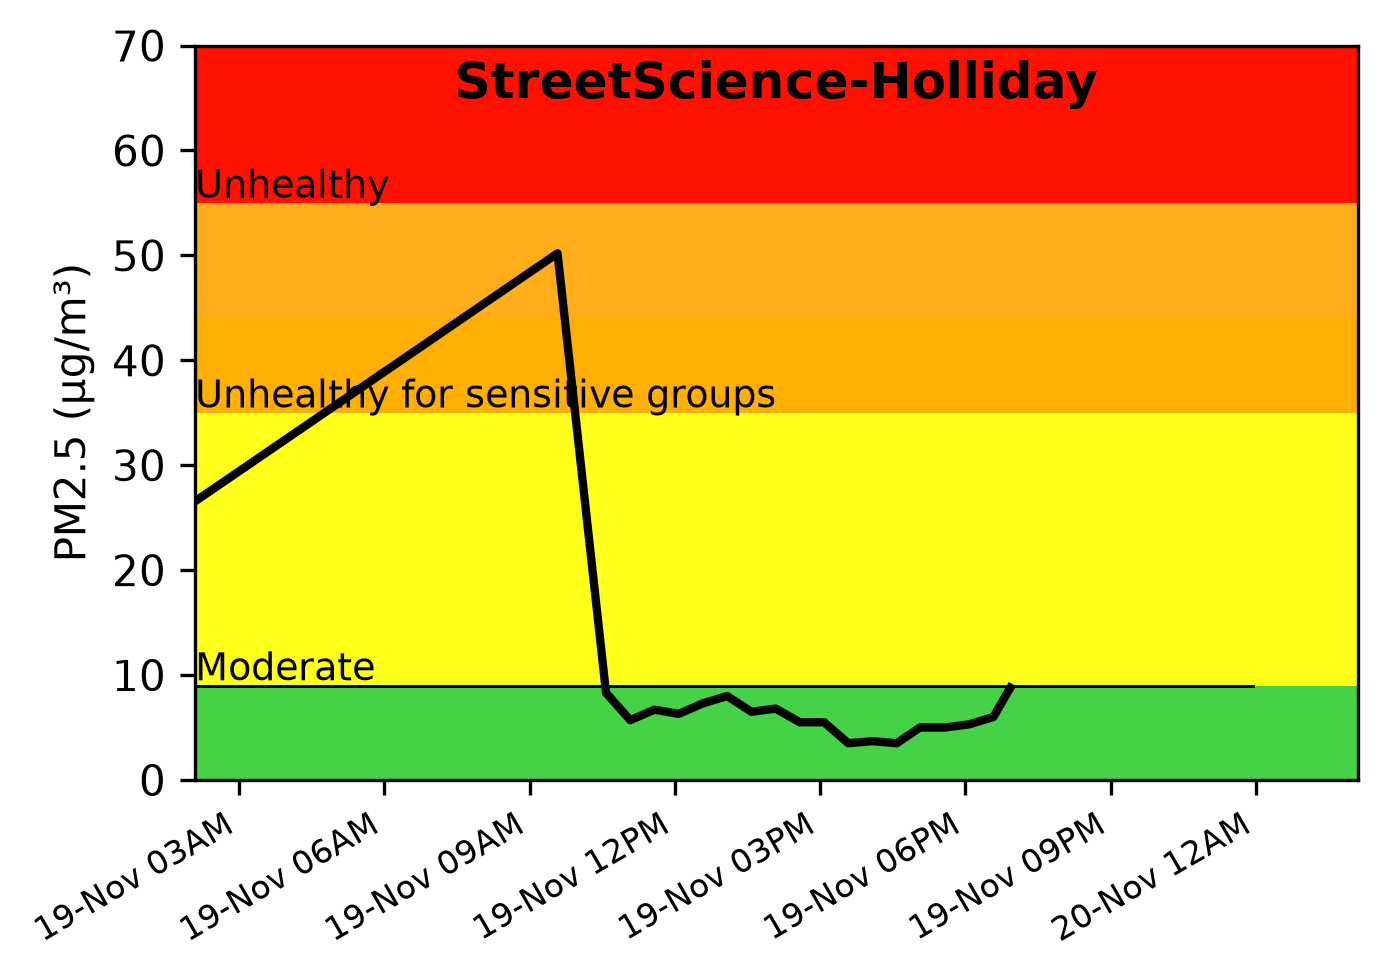 StreetScience-Holliday
70
60
50
40
30
20
10
0
PM2.5 (µg/m³)
Unhealthy
Unhealthy for sensitive groups
Moderate
19-Nov 03AM
19-Nov 06AM
19-Nov 09AM
19-Nov 12PM
19-Nov 03PM
19-Nov 06PM
19-Nov 09PM
20-Nov 12AM